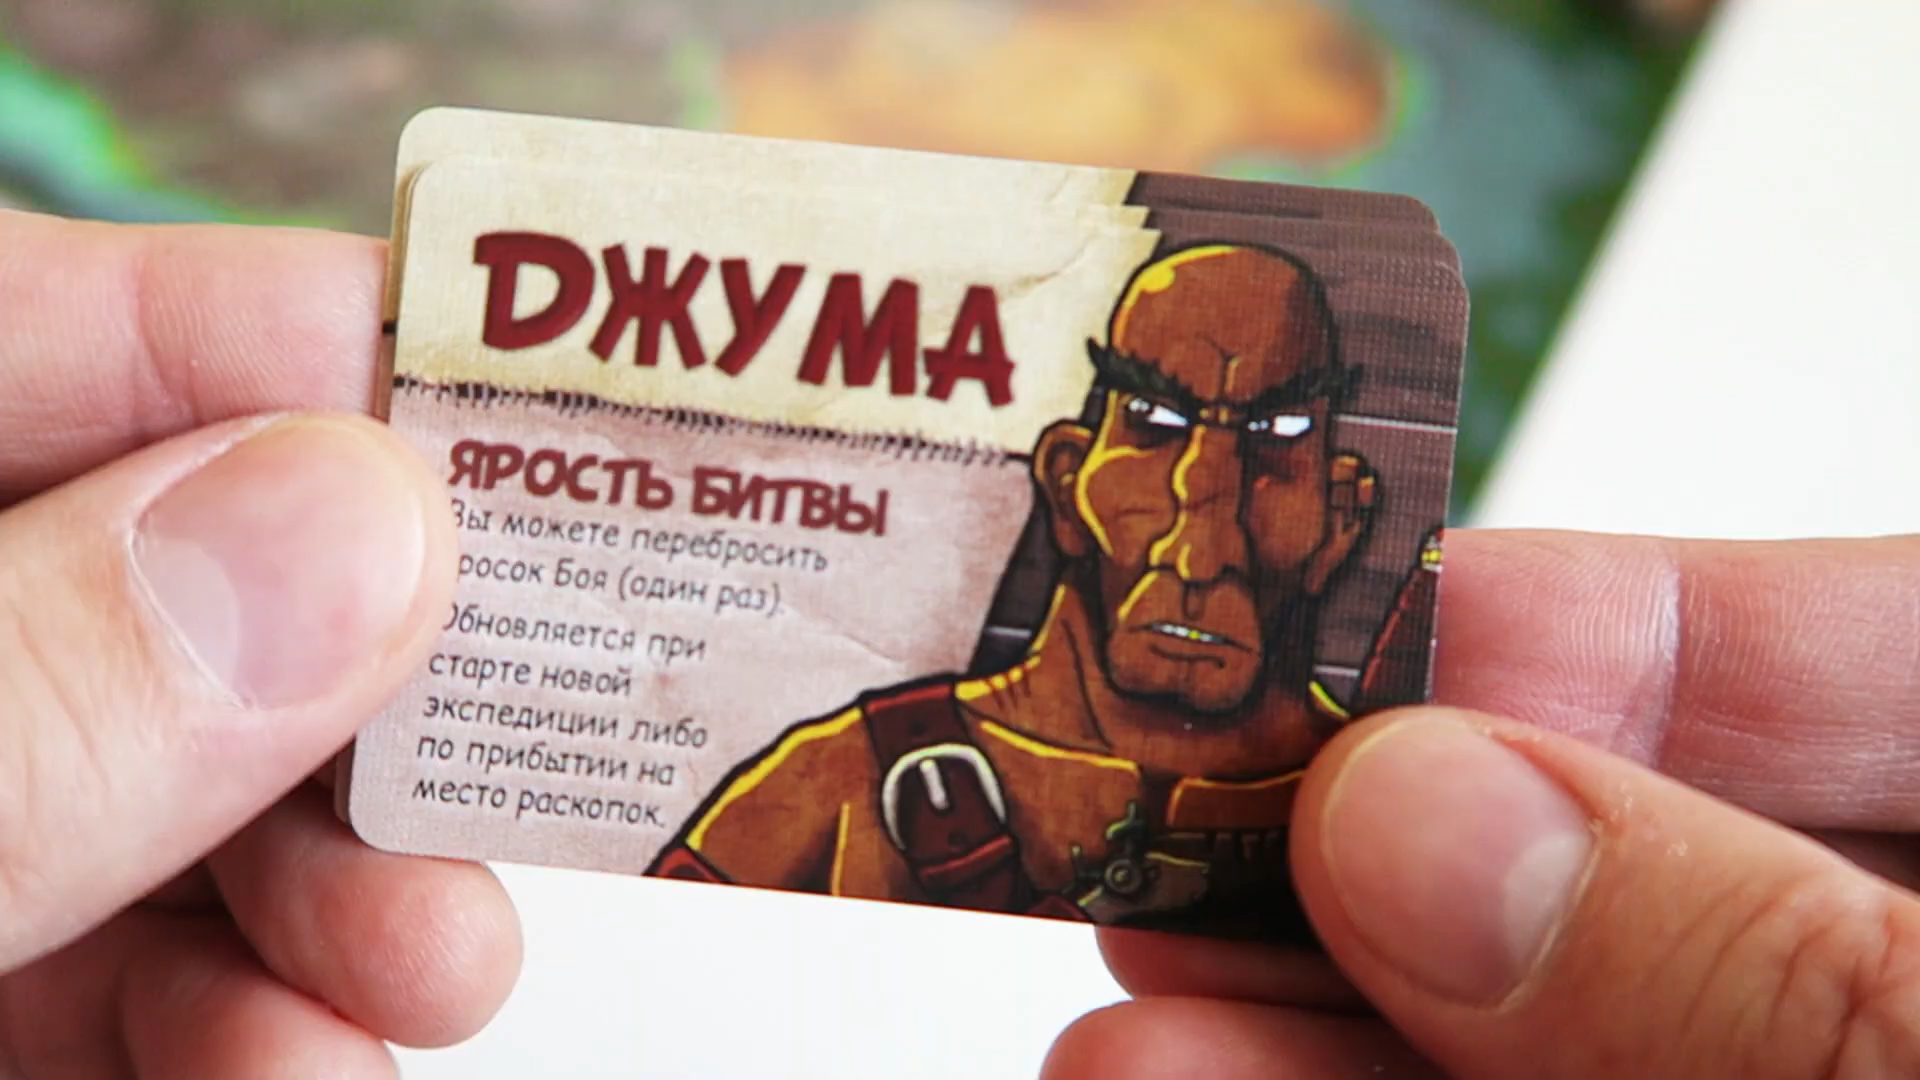 ДЖУМА
ЯРОСТЬ БИТВЫ
Вы можете перебросить
бросок Боя (один раз).
Обновляется при
старте новой
экспедиции либо
по прибытии на
место раскопок.